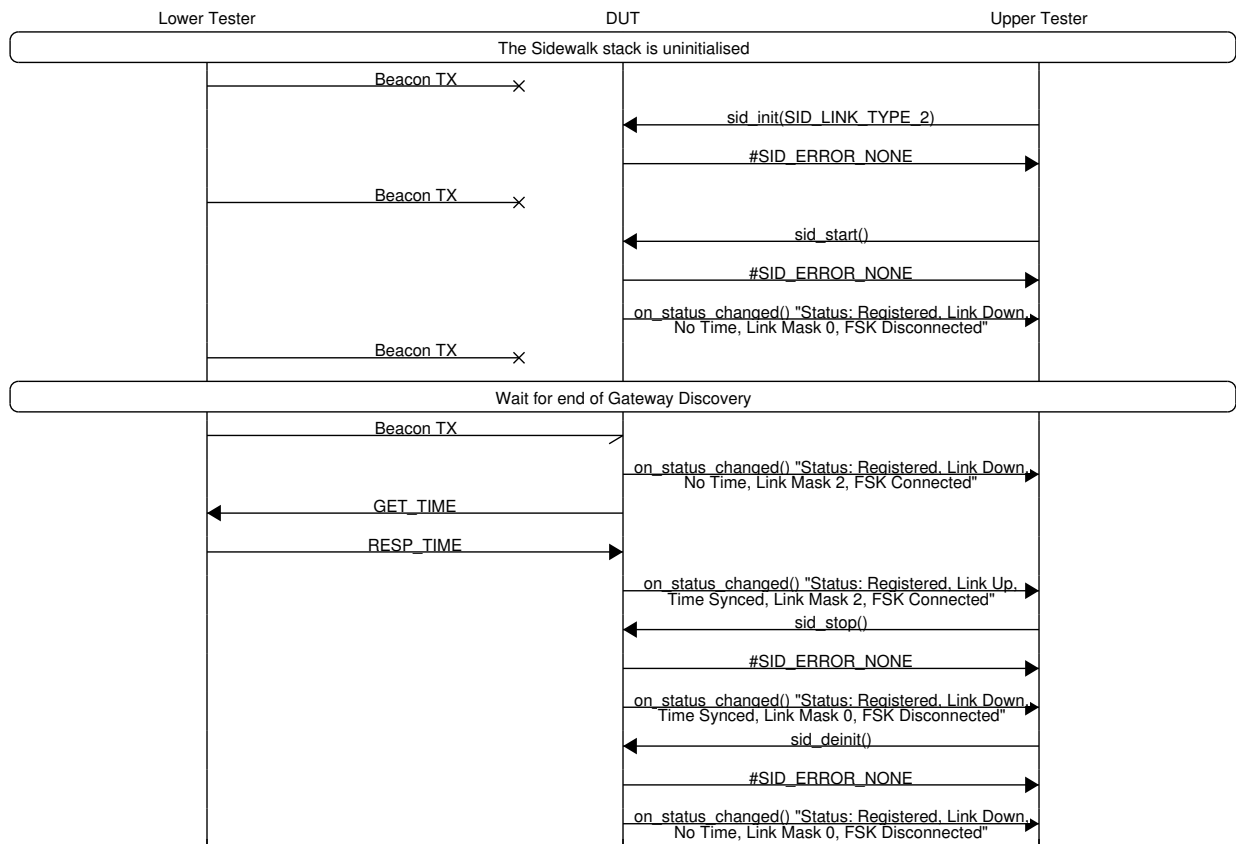 Lower Tester DUT Upper Tester
The Sidewalk stack is uninitialised
Beacon TX
sid_init(SID_LINK_TYPE_2)
#SID_ERROR_NONE
Beacon TX
sid_start()
#SID_ERROR_NONE
on_status_changed() "Status: Registered, Link Down,
No Time, Link Mask 0, FSK Disconnected"
Beacon TX
Wait for end of Gateway Discovery
Beacon TX
on_status_changed() "Status: Registered, Link Down,
No Time, Link Mask 2, FSK Connected"
GET_TIME
RESP_TIME
on_status_changed() "Status: Registered, Link Up,
Time Synced, Link Mask 2, FSK Connected"
sid_stop()
#SID_ERROR_NONE
on_status_changed() "Status: Registered, Link Down,
Time Synced, Link Mask 0, FSK Disconnected"
sid_deinit()
#SID_ERROR_NONE
on_status_changed() "Status: Registered, Link Down,
No Time, Link Mask 0, FSK Disconnected"